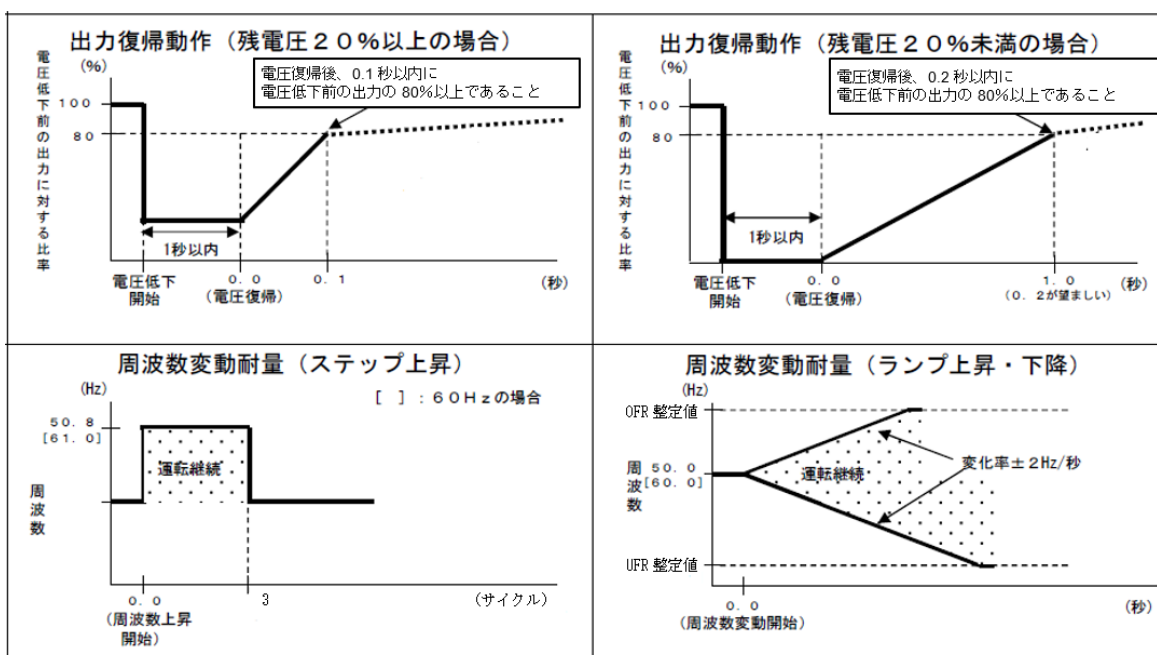 出力復帰動作（残電圧２０％以上の場合）
(％)
電圧低下前の出力に対する比率
電圧復帰後、0.1 秒以内に
電圧低下前の出力の 80%以上であること
１００
８０
１秒以内
電圧低下
開始
０．０
（電圧復帰）
０．１
(秒)
出力復帰動作（残電圧２０％未満の場合）
(％)
電圧低下前の出力に対する比率
電圧復帰後、0.2 秒以内に
電圧低下前の出力の 80%以上であること
１００
８０
１秒以内
電圧低下
開始
０．０
（電圧復帰）
１．０
（０．２が望ましい）
(秒)
周波数変動耐量（ステップ上昇）
(Hz)
［　］：６０Ｈｚの場合
５０．８
[６１．０]
運転継続
周波数
０．０
（周波数上昇
開始）
3
（サイクル）
周波数変動耐量（ランプ上昇・下降）
(Hz)
OFR 整定値
変化率±２Hz/秒
周波数
５０．０
[６０．０]
運転継続
UFR 整定値
０．０
（周波数変動開始）
(秒)